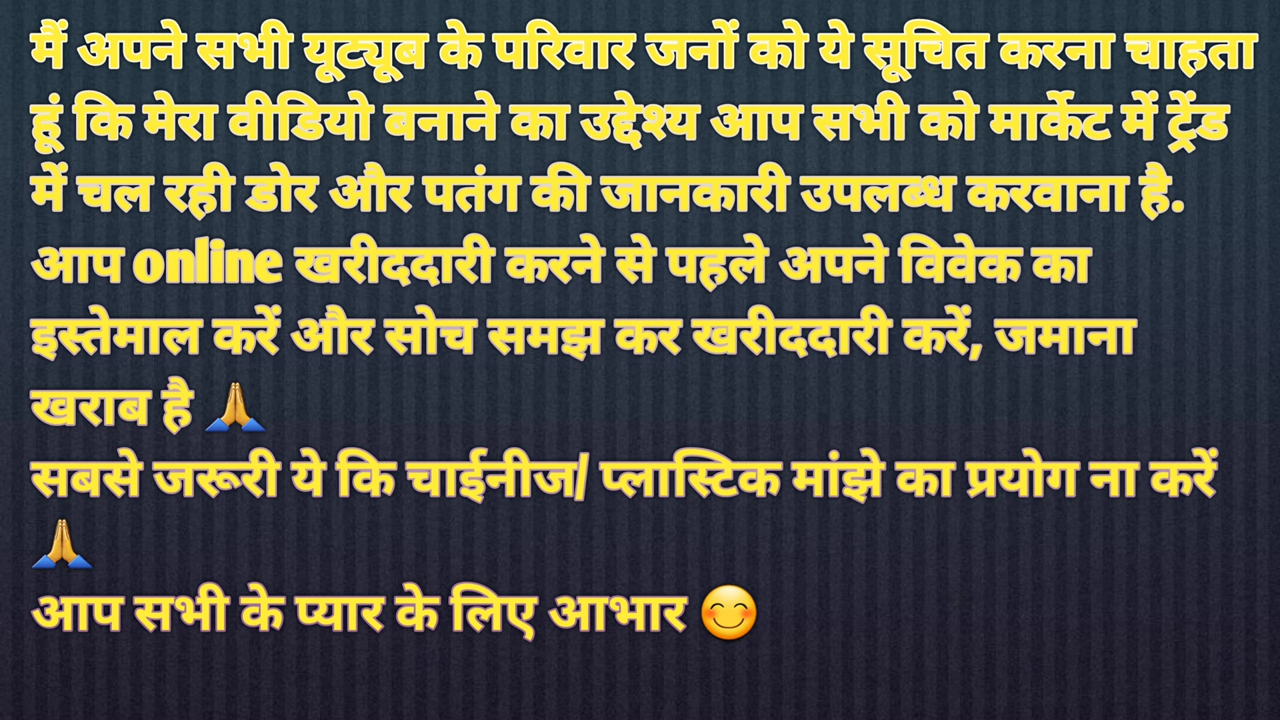 मैं अपने सभी यूट्यूब के परिवार जनों को ये सूचित करना चाहता
हूं कि मेरा वीडियो बनाने का उद्देश्य आप सभी को मार्केट में ट्रेंड
में चल रही डोर और पतंग की जानकारी उपलब्ध करवाना है.
आप online खरीददारी करने से पहले अपने विवेक का
इस्तेमाल करें और सोच समझ कर खरीददारी करें, जमाना
खराब है 🙏
सबसे जरूरी ये कि चाईनीज/ प्लास्टिक मांझे का प्रयोग ना करें
🙏
आप सभी के प्यार के लिए आभार 😊